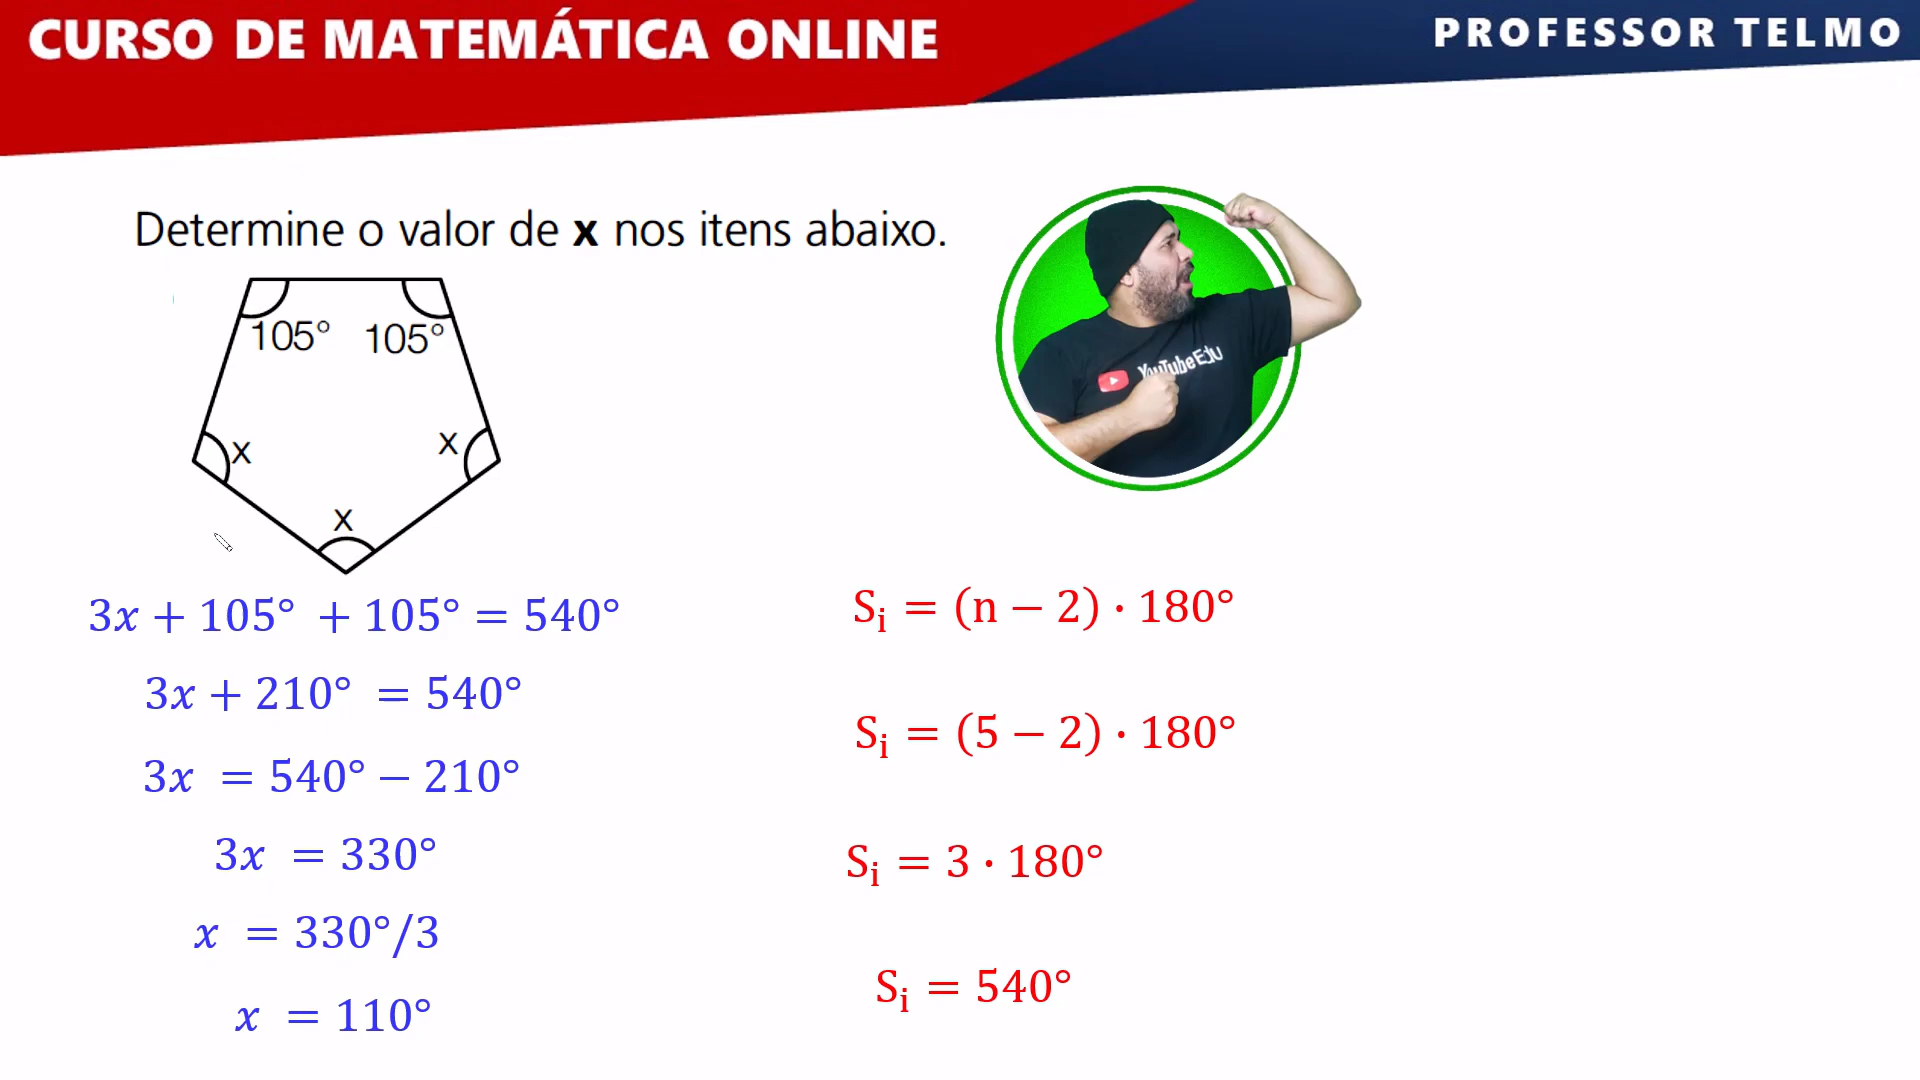 CURSO DE MATEMÁTICA ONLINE
PROFESSOR TELMO
Determine o valor de x nos itens abaixo.
105° 105°
x x
x
YouTube Edu
3x + 105° + 105° = 540°
3x + 210° = 540°
3x = 540° − 210°
3x = 330°
x = 330°/3
x = 110°
Sᵢ = (n − 2) · 180°
Sᵢ = (5 − 2) · 180°
Sᵢ = 3 · 180°
Sᵢ = 540°